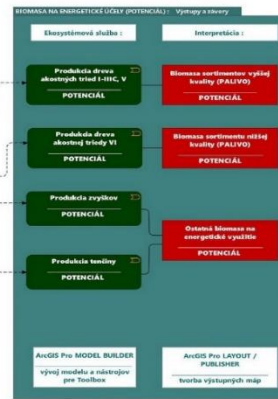 BIOMASA NA ENERGETICKÉ ÚČELY (POTENCIÁL) : Výstupy a závery
Ekosystémová služba :
Interpretácia :
Produkcia dreva
akostných tried I-IIIC, V
POTENCIÁL
Biomasa sortimentov vyššej
kvality (PALIVO)
POTENCIÁL
Produkcia dreva
akostnej triedy VI
POTENCIÁL
Biomasa sortimentu nižšej
kvality (PALIVO)
POTENCIÁL
Produkcia zvyškov
POTENCIÁL
Ostatná biomasa na
energetické využitie
POTENCIÁL
Produkcia tenčiny
POTENCIÁL
ArcGIS Pro MODEL BUILDER
vývoj modelu a nástrojov
pre Toolbox
ArcGIS Pro LAYOUT /
PUBLISHER
tvorba výstupných máp